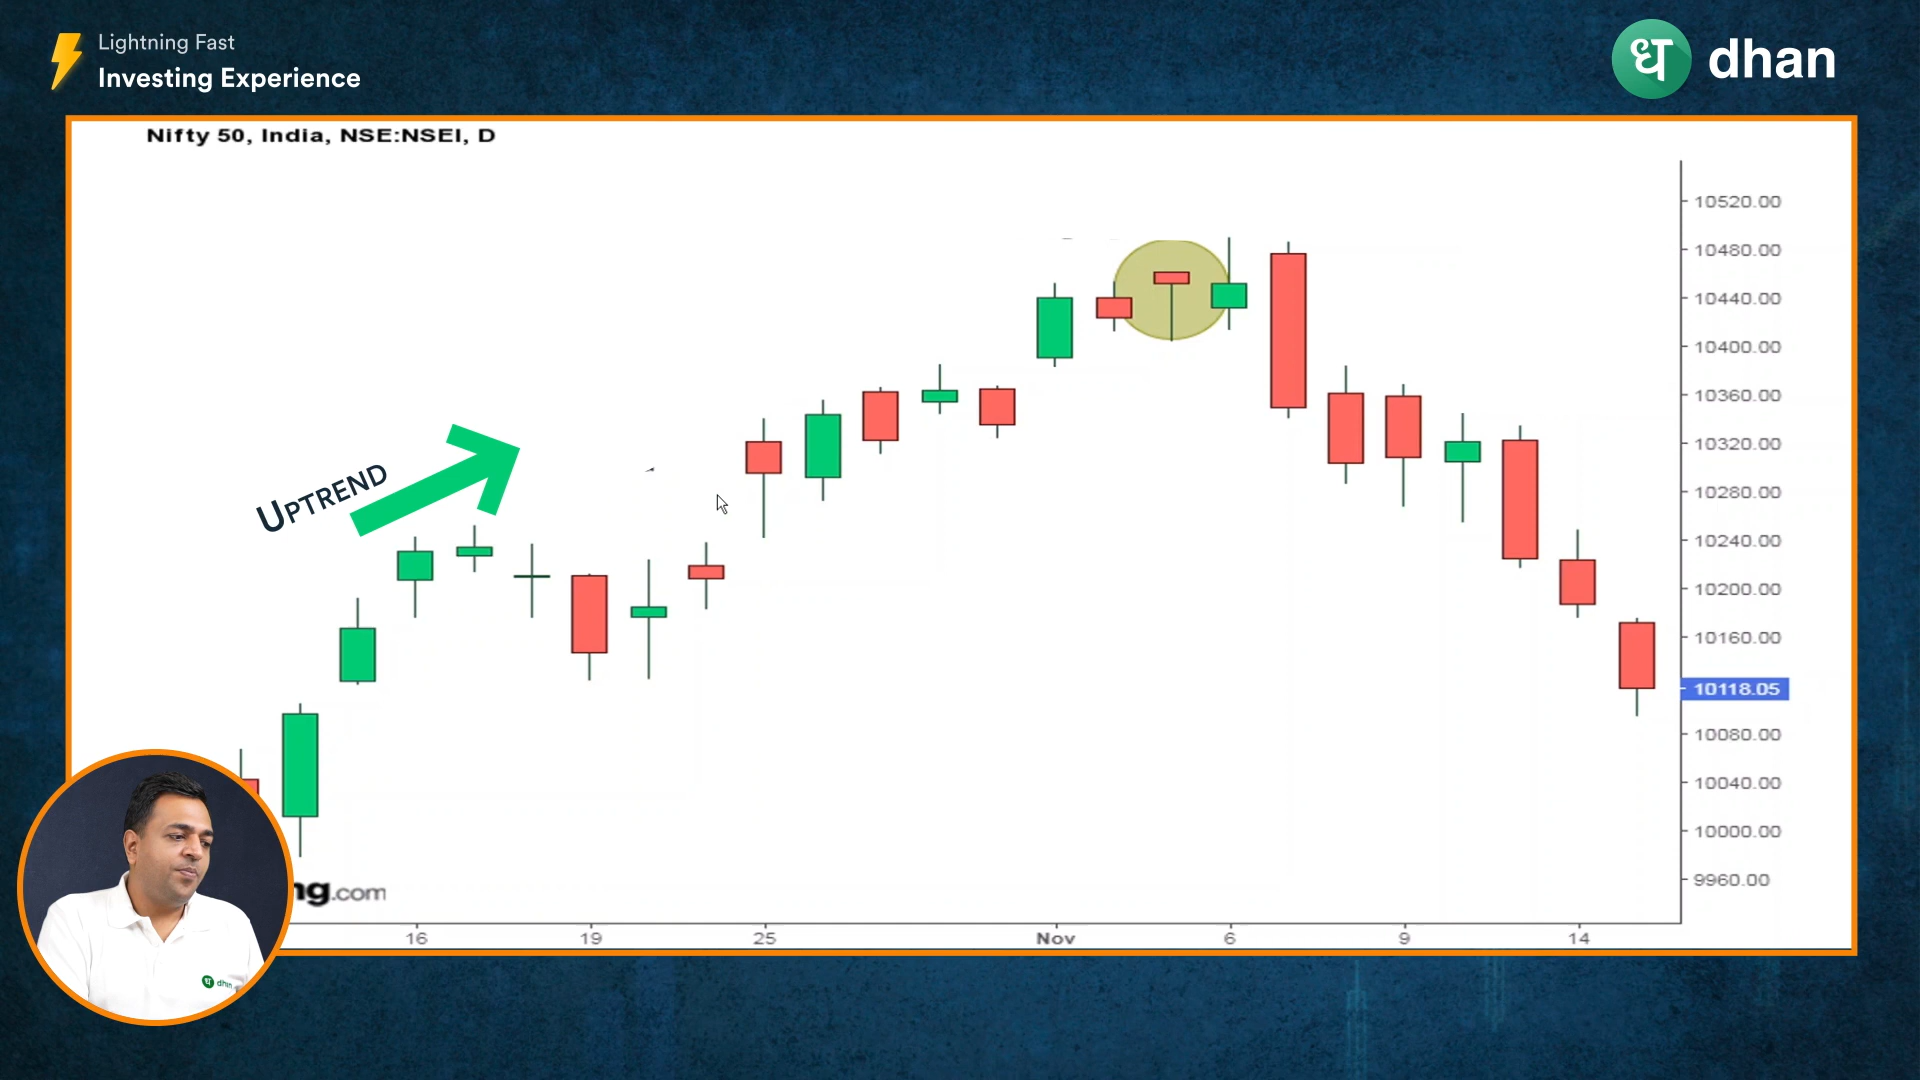 Lightning Fast
Investing Experience
ध dhan
Nifty 50, India, NSE:NSEI, D
10520.00
10480.00
10440.00
10400.00
10360.00
10320.00
10280.00
10240.00
10200.00
10160.00
10118.05
10080.00
10040.00
10000.00
9960.00
UPTREND
ng.com
16 19 25 Nov 6 9 14
ध dhan